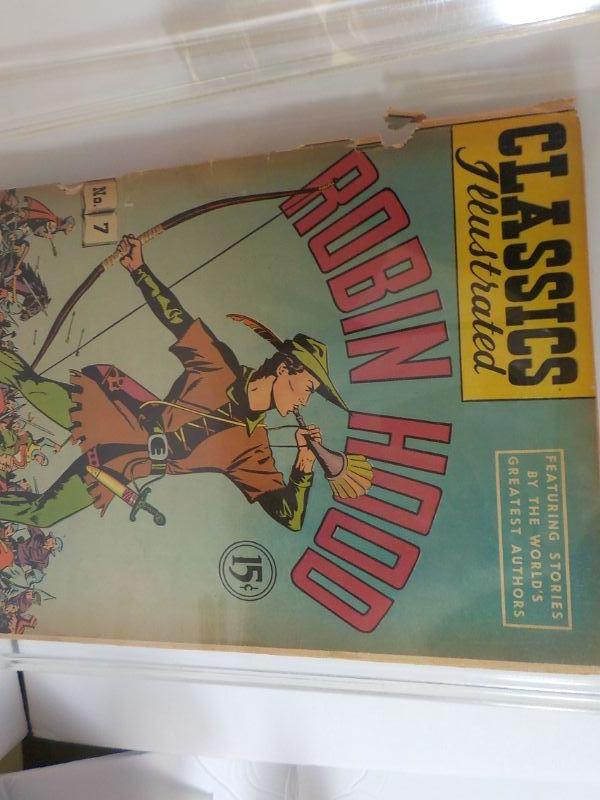 CLASSICS
Illustrated
FEATURING STORIES
BY THE WORLD'S
GREATEST AUTHORS
ROBIN HOOD
No. 7
15¢